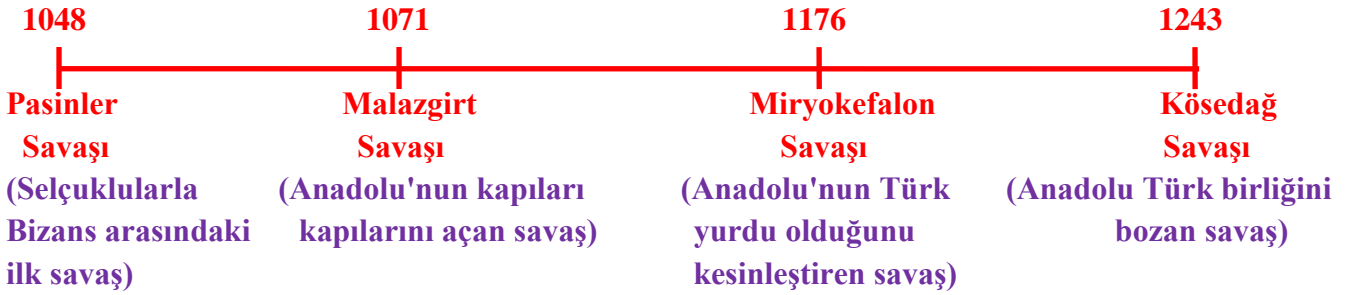 1048 1071 1176 1243
Pasinler Malazgirt Miryokefalon Kösedağ
Savaşı Savaşı Savaşı Savaşı
(Selçuklularla (Anadolu'nun kapıları (Anadolu'nun Türk (Anadolu Türk birliğini
Bizans arasındaki kapılarını açan savaş) yurdu olduğunu bozan savaş)
ilk savaş) kesinleştiren savaş)